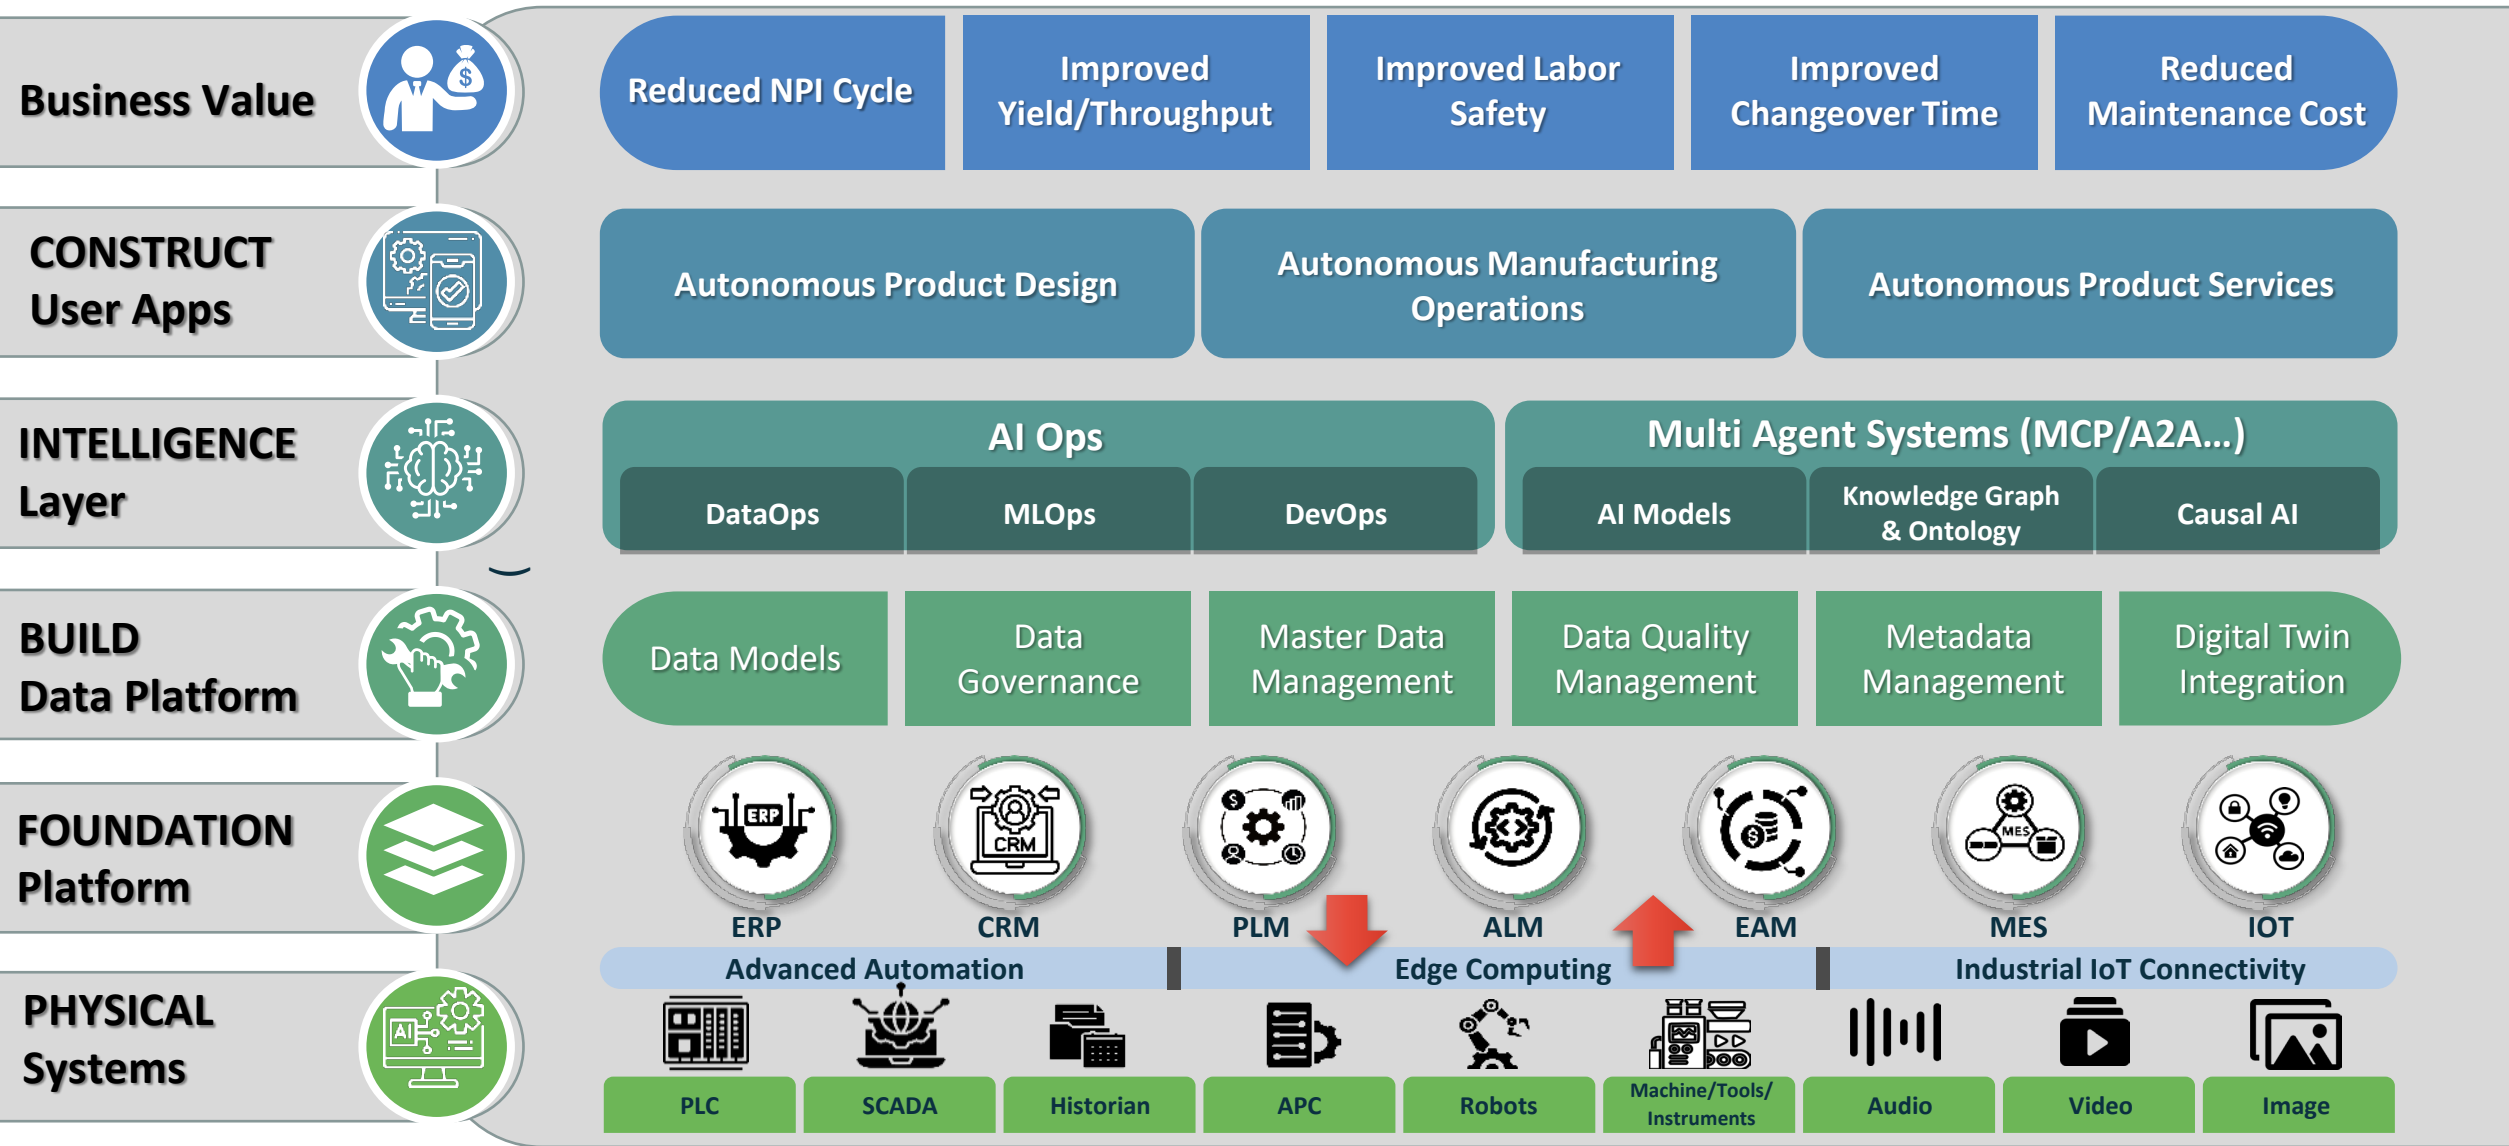 Business Value
$
Reduced NPI Cycle
Improved
Yield/Throughput
Improved Labor
Safety
Improved
Changeover Time
Reduced
Maintenance Cost
CONSTRUCT
User Apps
Autonomous Product Design
Autonomous Manufacturing
Operations
Autonomous Product Services
INTELLIGENCE
Layer
AI Ops
DataOps
MLOps
DevOps
Multi Agent Systems (MCP/A2A...)
AI Models
Knowledge Graph
& Ontology
Causal AI
BUILD
Data Platform
Data Models
Data
Governance
Master Data
Management
Data Quality
Management
Metadata
Management
Digital Twin
Integration
FOUNDATION
Platform
ERP
CRM
$
$
MES
ERP
CRM
PLM
ALM
EAM
MES
IOT
Advanced Automation
Edge Computing
Industrial IoT Connectivity
PHYSICAL
Systems
AI
PLC
SCADA
Historian
APC
Robots
Machine/Tools/
Instruments
Audio
Video
Image